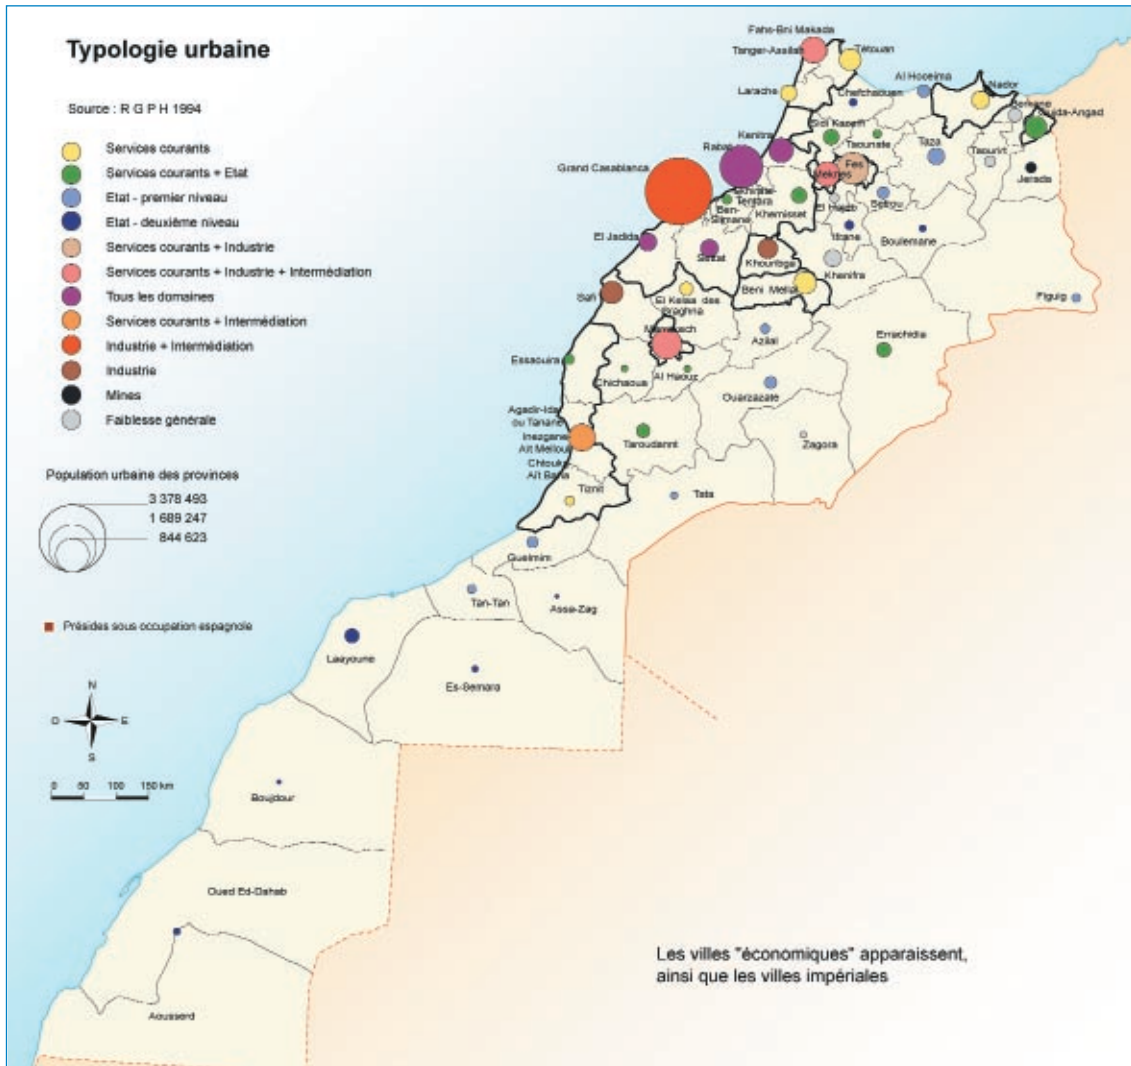 Typologie urbaine
Source : R G P H 1994
Services courants
Services courants + Etat
Etat - premier niveau
Etat - deuxième niveau
Services courants + Industrie
Services courants + Industrie + Intermédiation
Tous les domaines
Services courants + Intermédiation
Industrie + Intermédiation
Industrie
Mines
Faiblesse générale
Population urbaine des provinces
3 378 493
1 689 247
844 623
Présides sous occupation espagnole
N
O
E
S
0 50 100 150 km
Fahs-Bni Makada
Tanger-Assilah
Tétouan
Larache
Chefchaouen
Al Hoceima
Nador
Berkane
Oujda-Angad
Kenitra
Sidi Kacem
Taounate
Taza
Taourirt
Jerada
Rabat
Grand Casablanca
Skhirate-
Temara
Ben-
Slimane
Khemisset
Meknes
Fes
El Hajeb
Sefrou
Ifrane
Boulemane
Figuig
El Jadida
Settat
Khouribga
Khenifra
Beni Mellal
Safi
El Kelaa des
Sraghna
Marrakech
Azilal
Errachidia
Essaouira
Chichaoua
Al Haouz
Ouarzazate
Agadir-Ida
ou Tanane
Inezgane
Aït Melloul
Chtouka
Aït Baha
Taroudannt
Zagora
Tiznit
Tata
Guelmim
Tan-Tan
Assa-Zag
Laayoune
Es-Semara
Boujdour
Oued Ed-Dahab
Aousserd
Les villes "économiques" apparaissent,
ainsi que les villes impériales